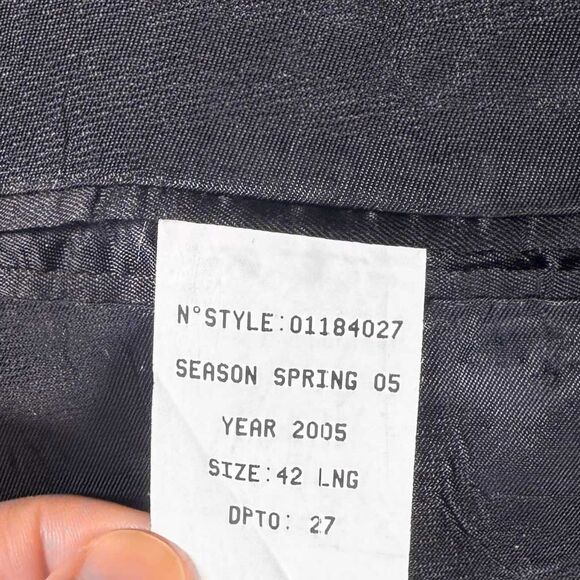 N°STYLE:01184027
SEASON SPRING 05
YEAR 2005
SIZE:42 LNG
DPTO: 27